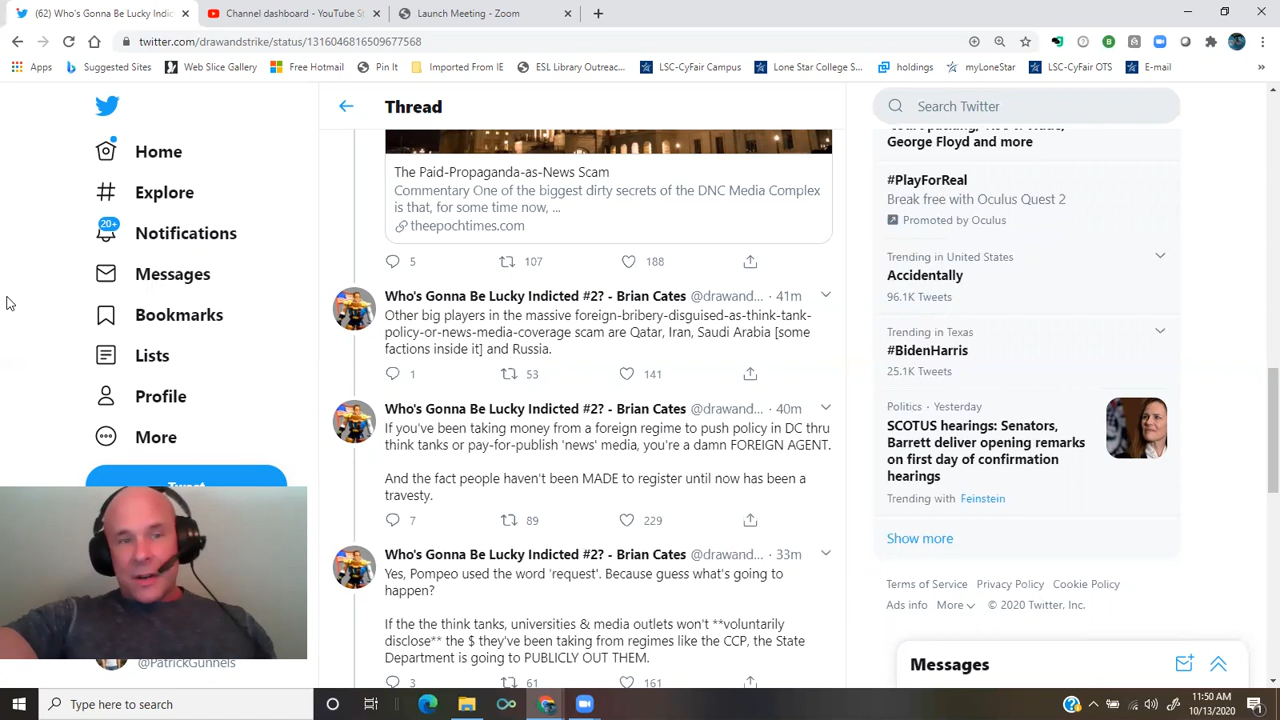 (62) Who's Gonna Be Lucky Indic
Channel dashboard - YouTube S
Launch Meeting - Zoom
twitter.com/drawandstrike/status/1316046816509677568
Apps
Suggested Sites
Web Slice Gallery
Free Hotmail
Pin It
Imported From IE
ESL Library Outreac...
LSC-CyFair Campus
Lone Star College S...
holdings
myLoneStar
LSC-CyFair OTS
E-mail
»
Home
Explore
20+
Notifications
Messages
Bookmarks
Lists
Profile
More
Tweet
@PatrickGunnels
Thread
The Paid-Propaganda-as-News Scam
Commentary One of the biggest dirty secrets of the DNC Media Complex
is that, for some time now, ...
theepochtimes.com
5 107 188
Who's Gonna Be Lucky Indicted #2? - Brian Cates @drawand... · 41m
Other big players in the massive foreign-bribery-disguised-as-think-tank-
policy-or-news-media-coverage scam are Qatar, Iran, Saudi Arabia [some
factions inside it] and Russia.
1 53 141
Who's Gonna Be Lucky Indicted #2? - Brian Cates @drawand... · 40m
If you've been taking money from a foreign regime to push policy in DC thru
think tanks or pay-for-publish 'news' media, you're a damn FOREIGN AGENT.
And the fact people haven't been MADE to register until now has been a
travesty.
7 89 229
Who's Gonna Be Lucky Indicted #2? - Brian Cates @drawand... · 33m
Yes, Pompeo used the word 'request'. Because guess what's going to
happen?
If the the think tanks, universities & media outlets won't **voluntarily
disclose** the $ they've been taking from regimes like the CCP, the State
Department is going to PUBLICLY OUT THEM.
3 61 161
Search Twitter
George Floyd and more
#PlayForReal
Break free with Oculus Quest 2
Promoted by Oculus
Trending in United States
Accidentally
96.1K Tweets
Trending in Texas
#BidenHarris
25.1K Tweets
Politics · Yesterday
SCOTUS hearings: Senators,
Barrett deliver opening remarks
on first day of confirmation
hearings
Trending with Feinstein
Show more
Terms of Service Privacy Policy Cookie Policy
Ads info More © 2020 Twitter, Inc.
Messages
Type here to search
11:50 AM
10/13/2020